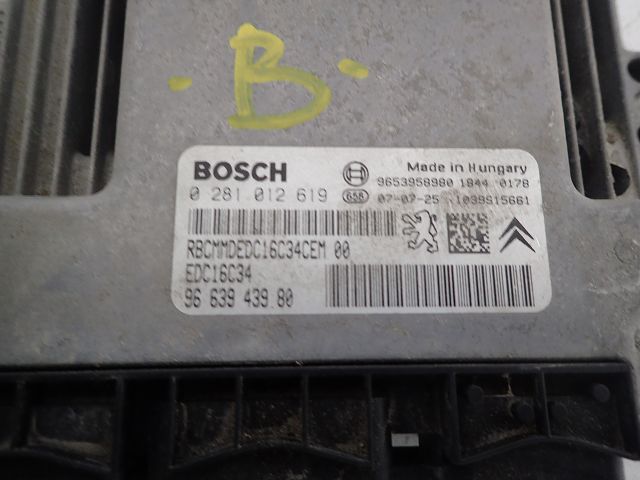 ·B·
BOSCH
Made in Hungary
0 281 012 619
9653958980 1844 0178
658 07-07-25 1039S15661
RBCMMDEDC16C34CEM 00
EDC16C34
96 639 439 80